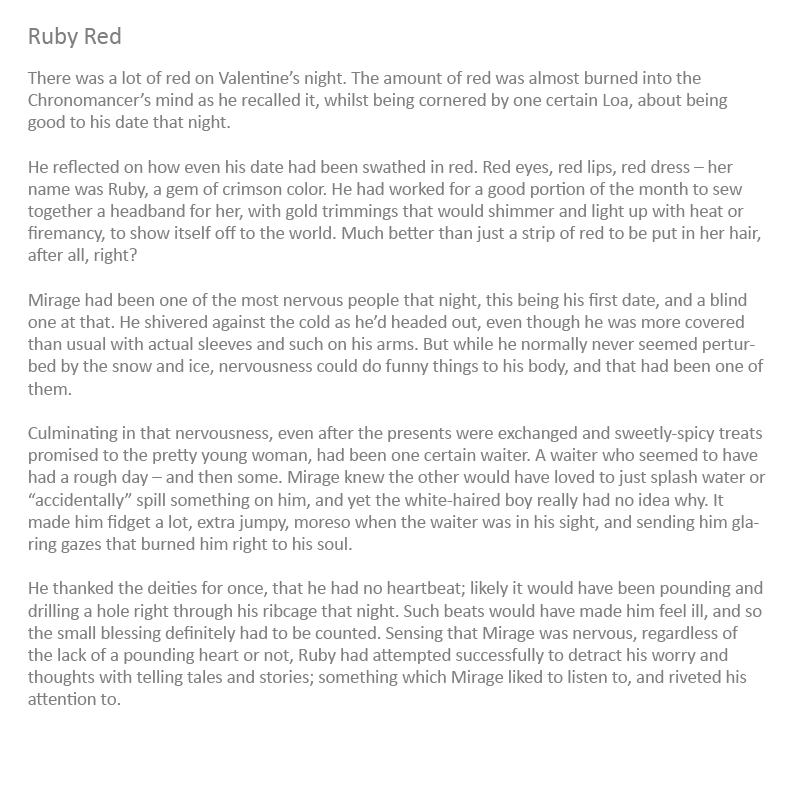 Ruby Red
There was a lot of red on Valentine’s night. The amount of red was almost burned into the
Chronomancer’s mind as he recalled it, whilst being cornered by one certain Loa, about being
good to his date that night.
He reflected on how even his date had been swathed in red. Red eyes, red lips, red dress – her
name was Ruby, a gem of crimson color. He had worked for a good portion of the month to sew
together a headband for her, with gold trimmings that would shimmer and light up with heat or
firemancy, to show itself off to the world. Much better than just a strip of red to be put in her hair,
after all, right?
Mirage had been one of the most nervous people that night, this being his first date, and a blind
one at that. He shivered against the cold as he’d headed out, even though he was more covered
than usual with actual sleeves and such on his arms. But while he normally never seemed pertur-
bed by the snow and ice, nervousness could do funny things to his body, and that had been one of
them.
Culminating in that nervousness, even after the presents were exchanged and sweetly-spicy treats
promised to the pretty young woman, had been one certain waiter. A waiter who seemed to have
had a rough day – and then some. Mirage knew the other would have loved to just splash water or
“accidentally” spill something on him, and yet the white-haired boy really had no idea why. It
made him fidget a lot, extra jumpy, moreso when the waiter was in his sight, and sending him gla-
ring gazes that burned him right to his soul.
He thanked the deities for once, that he had no heartbeat; likely it would have been pounding and
drilling a hole right through his ribcage that night. Such beats would have made him feel ill, and so
the small blessing definitely had to be counted. Sensing that Mirage was nervous, regardless of
the lack of a pounding heart or not, Ruby had attempted successfully to detract his worry and
thoughts with telling tales and stories; something which Mirage liked to listen to, and riveted his
attention to.